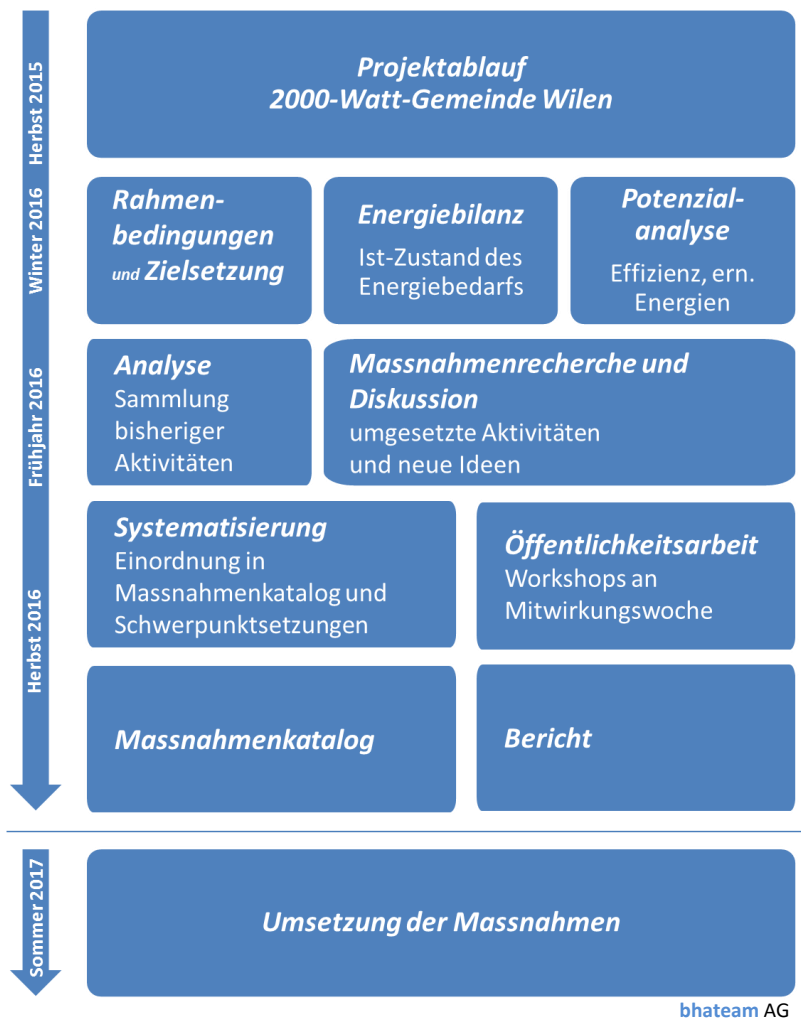 Herbst 2015
Projektablauf
2000-Watt-Gemeinde Wilen
Winter 2016
Rahmen-
bedingungen
und Zielsetzung
Energiebilanz
Ist-Zustand des
Energiebedarfs
Potenzial-
analyse
Effizienz, ern.
Energien
Frühjahr 2016
Analyse
Sammlung
bisheriger
Aktivitäten
Massnahmenrecherche und
Diskussion
umgesetzte Aktivitäten
und neue Ideen
Herbst 2016
Systematisierung
Einordnung in
Massnahmenkatalog und
Schwerpunktsetzungen
Öffentlichkeitsarbeit
Workshops an
Mitwirkungswoche
Massnahmenkatalog
Bericht
Sommer 2017
Umsetzung der Massnahmen
bhateam AG